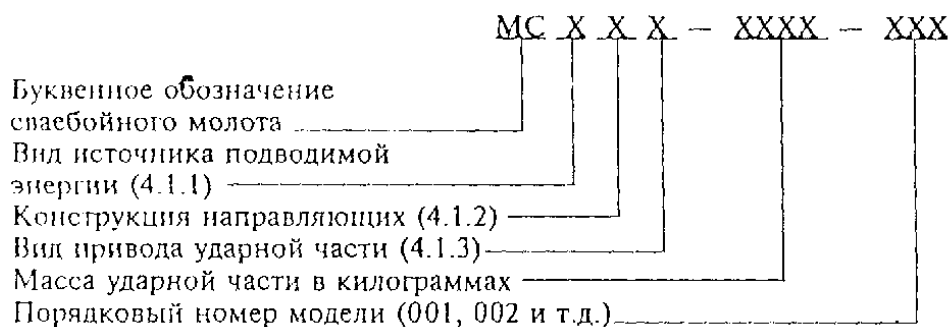 МС Х Х Х – ХХХХ – ХХХ
Буквенное обозначение
сваебойного молота
Вид источника подводимой
энергии (4.1.1)
Конструкция направляющих (4.1.2)
Вид привода ударной части (4.1.3)
Масса ударной части в килограммах
Порядковый номер модели (001, 002 и т.д.)